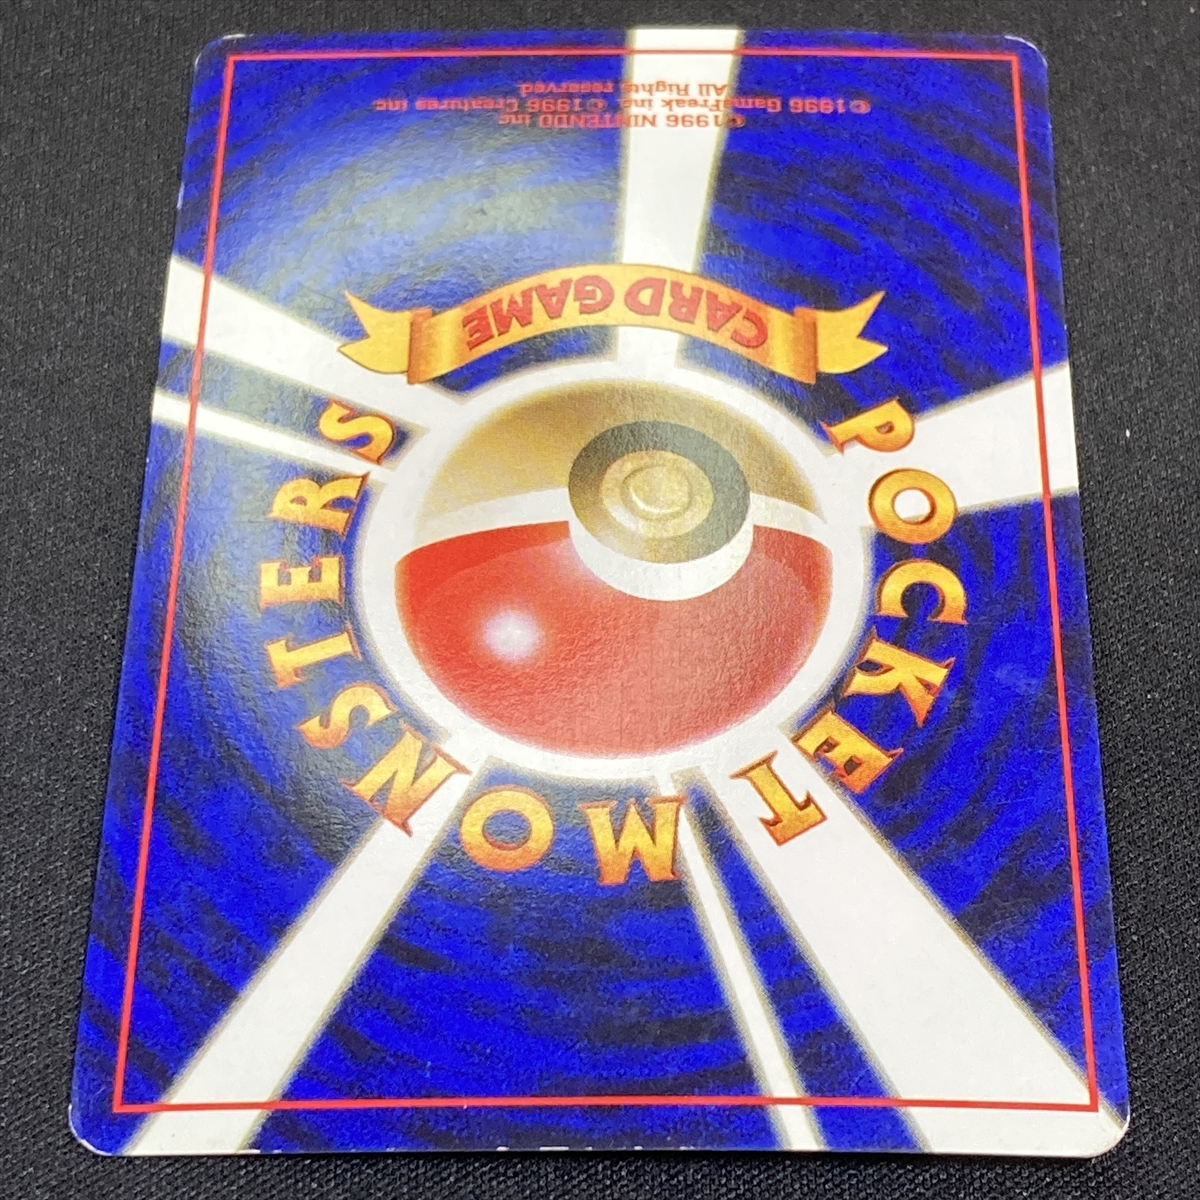 POCKET MONSTERS
CARD GAME
©1996 NINTENDO inc
©1996 GameFreak inc. ©1996 Creatures inc
All Rights reserved.